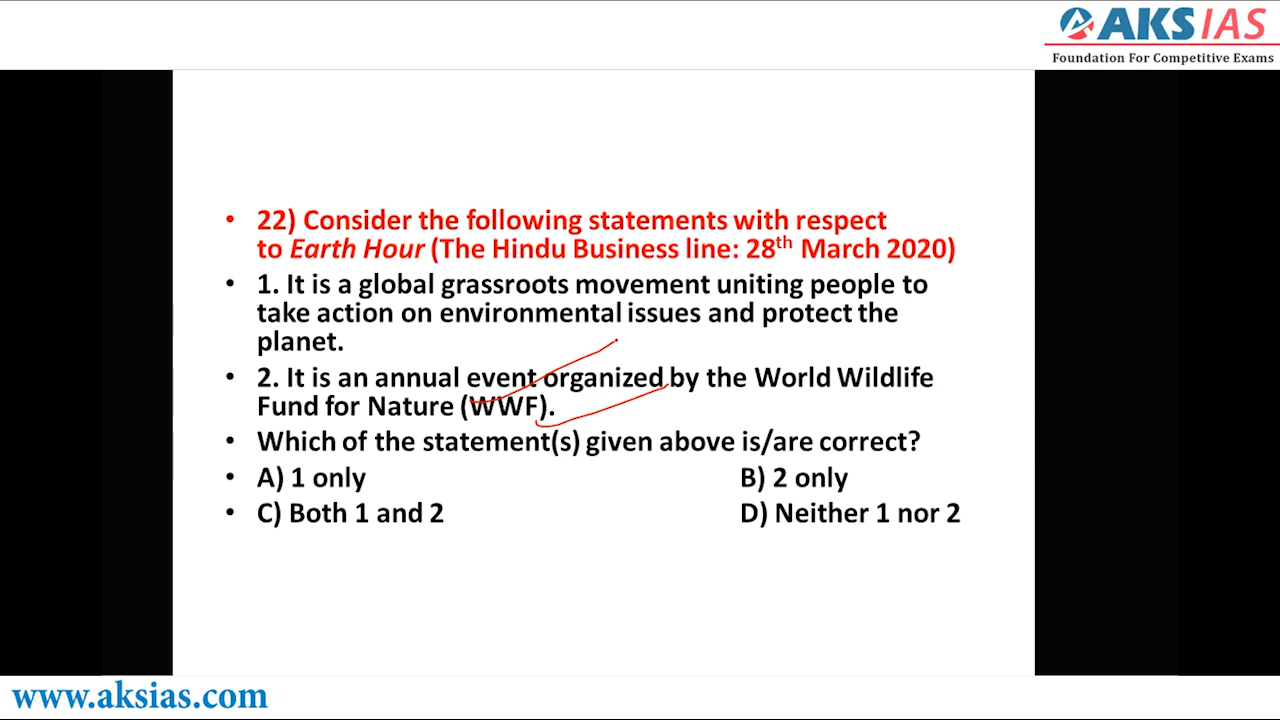 AKS IAS
Foundation For Competitive Exams
• 22) Consider the following statements with respect
to Earth Hour (The Hindu Business line: 28th March 2020)
• 1. It is a global grassroots movement uniting people to
take action on environmental issues and protect the
planet.
• 2. It is an annual event organized by the World Wildlife
Fund for Nature (WWF).
• Which of the statement(s) given above is/are correct?
• A) 1 only B) 2 only
• C) Both 1 and 2 D) Neither 1 nor 2
www.aksias.com